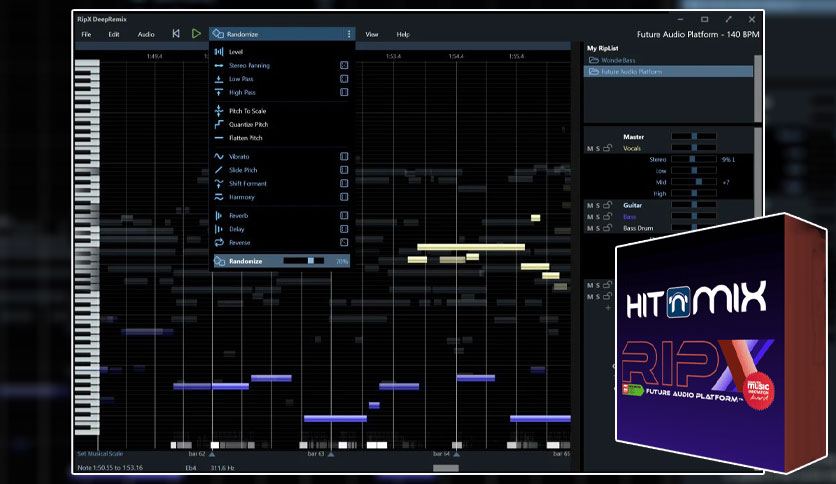 RipX DeepRemix
File Edit Audio Randomize View Help Future Audio Platform - 140 BPM
1:49.4 1:53.4 1:54.4 1:55.4
Level
Stereo Panning
Low Pass
High Pass
Pitch To Scale
Quantize Pitch
Flatten Pitch
Vibrato
Slide Pitch
Shift Formant
Harmony
Reverb
Delay
Reverse
Randomize 70%
My RipList
WonderBass
Future Audio Platform
Master
M S Vocals
Stereo 9% L
Low
Mid +7
High
M S Guitar
M S Bass
M S Bass Drum
M S
M S
+
HIT'n'MIX
RIPX
FUTURE AUDIO PLATFORM
MUSIC
Award
Set Musical Scale bar 62 bar 63 bar 64 bar 65
Note 1:50.15 to 1:53.16 Eb4 311.6 Hz